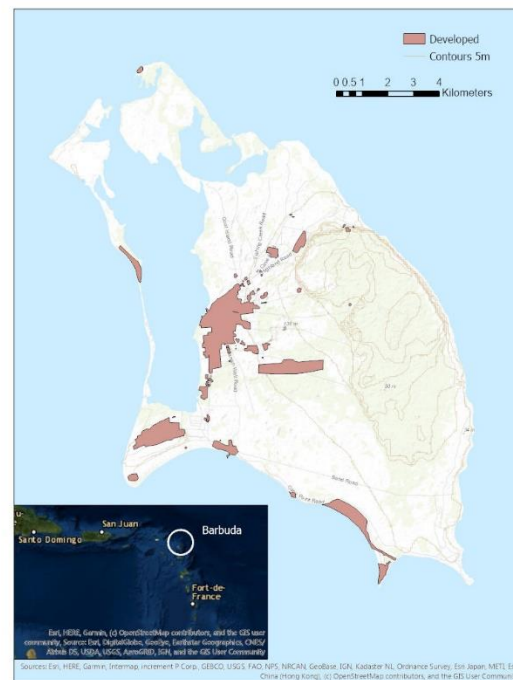 Developed
Contours 5m
0 0.5 1 2 3 4
Kilometers
River Road
Barbuda
San Juan
Santo Domingo
Fort-de-
France
Esri, HERE, Garmin, (c) OpenStreetMap contributors, and the GIS user
community, Source: Esri, DigitalGlobe, GeoEye, Earthstar Geographics, CNES/
Airbus DS, USDA, USGS, AeroGRID, IGN, and the GIS User Community
Sources: Esri, HERE, Garmin, Intermap, increment P Corp., GEBCO, USGS, FAO, NPS, NRCAN, GeoBase, IGN, Kadaster NL, Ordnance Survey, Esri Japan, METI, Es
China (Hong Kong), (c) OpenStreetMap contributors, and the GIS User Communit